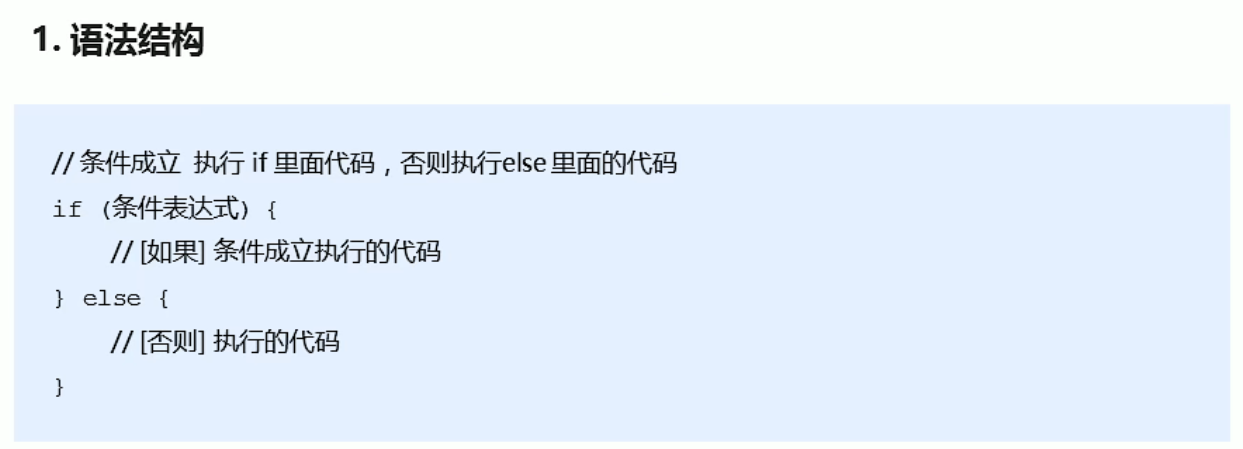 1. 语法结构
// 条件成立 执行 if 里面代码，否则执行else 里面的代码
if (条件表达式) {
// [如果] 条件成立执行的代码
} else {
// [否则] 执行的代码
}